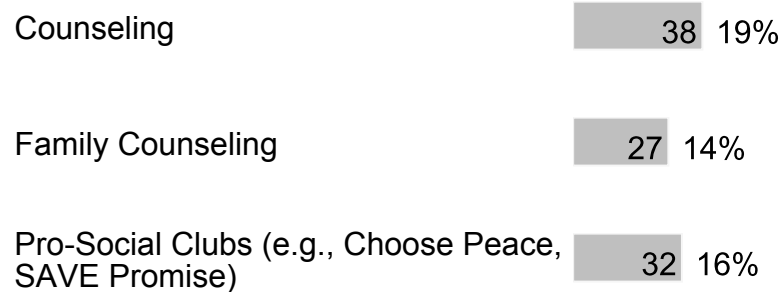 Counseling 38 19%
Family Counseling 27 14%
Pro-Social Clubs (e.g., Choose Peace,
SAVE Promise) 32 16%